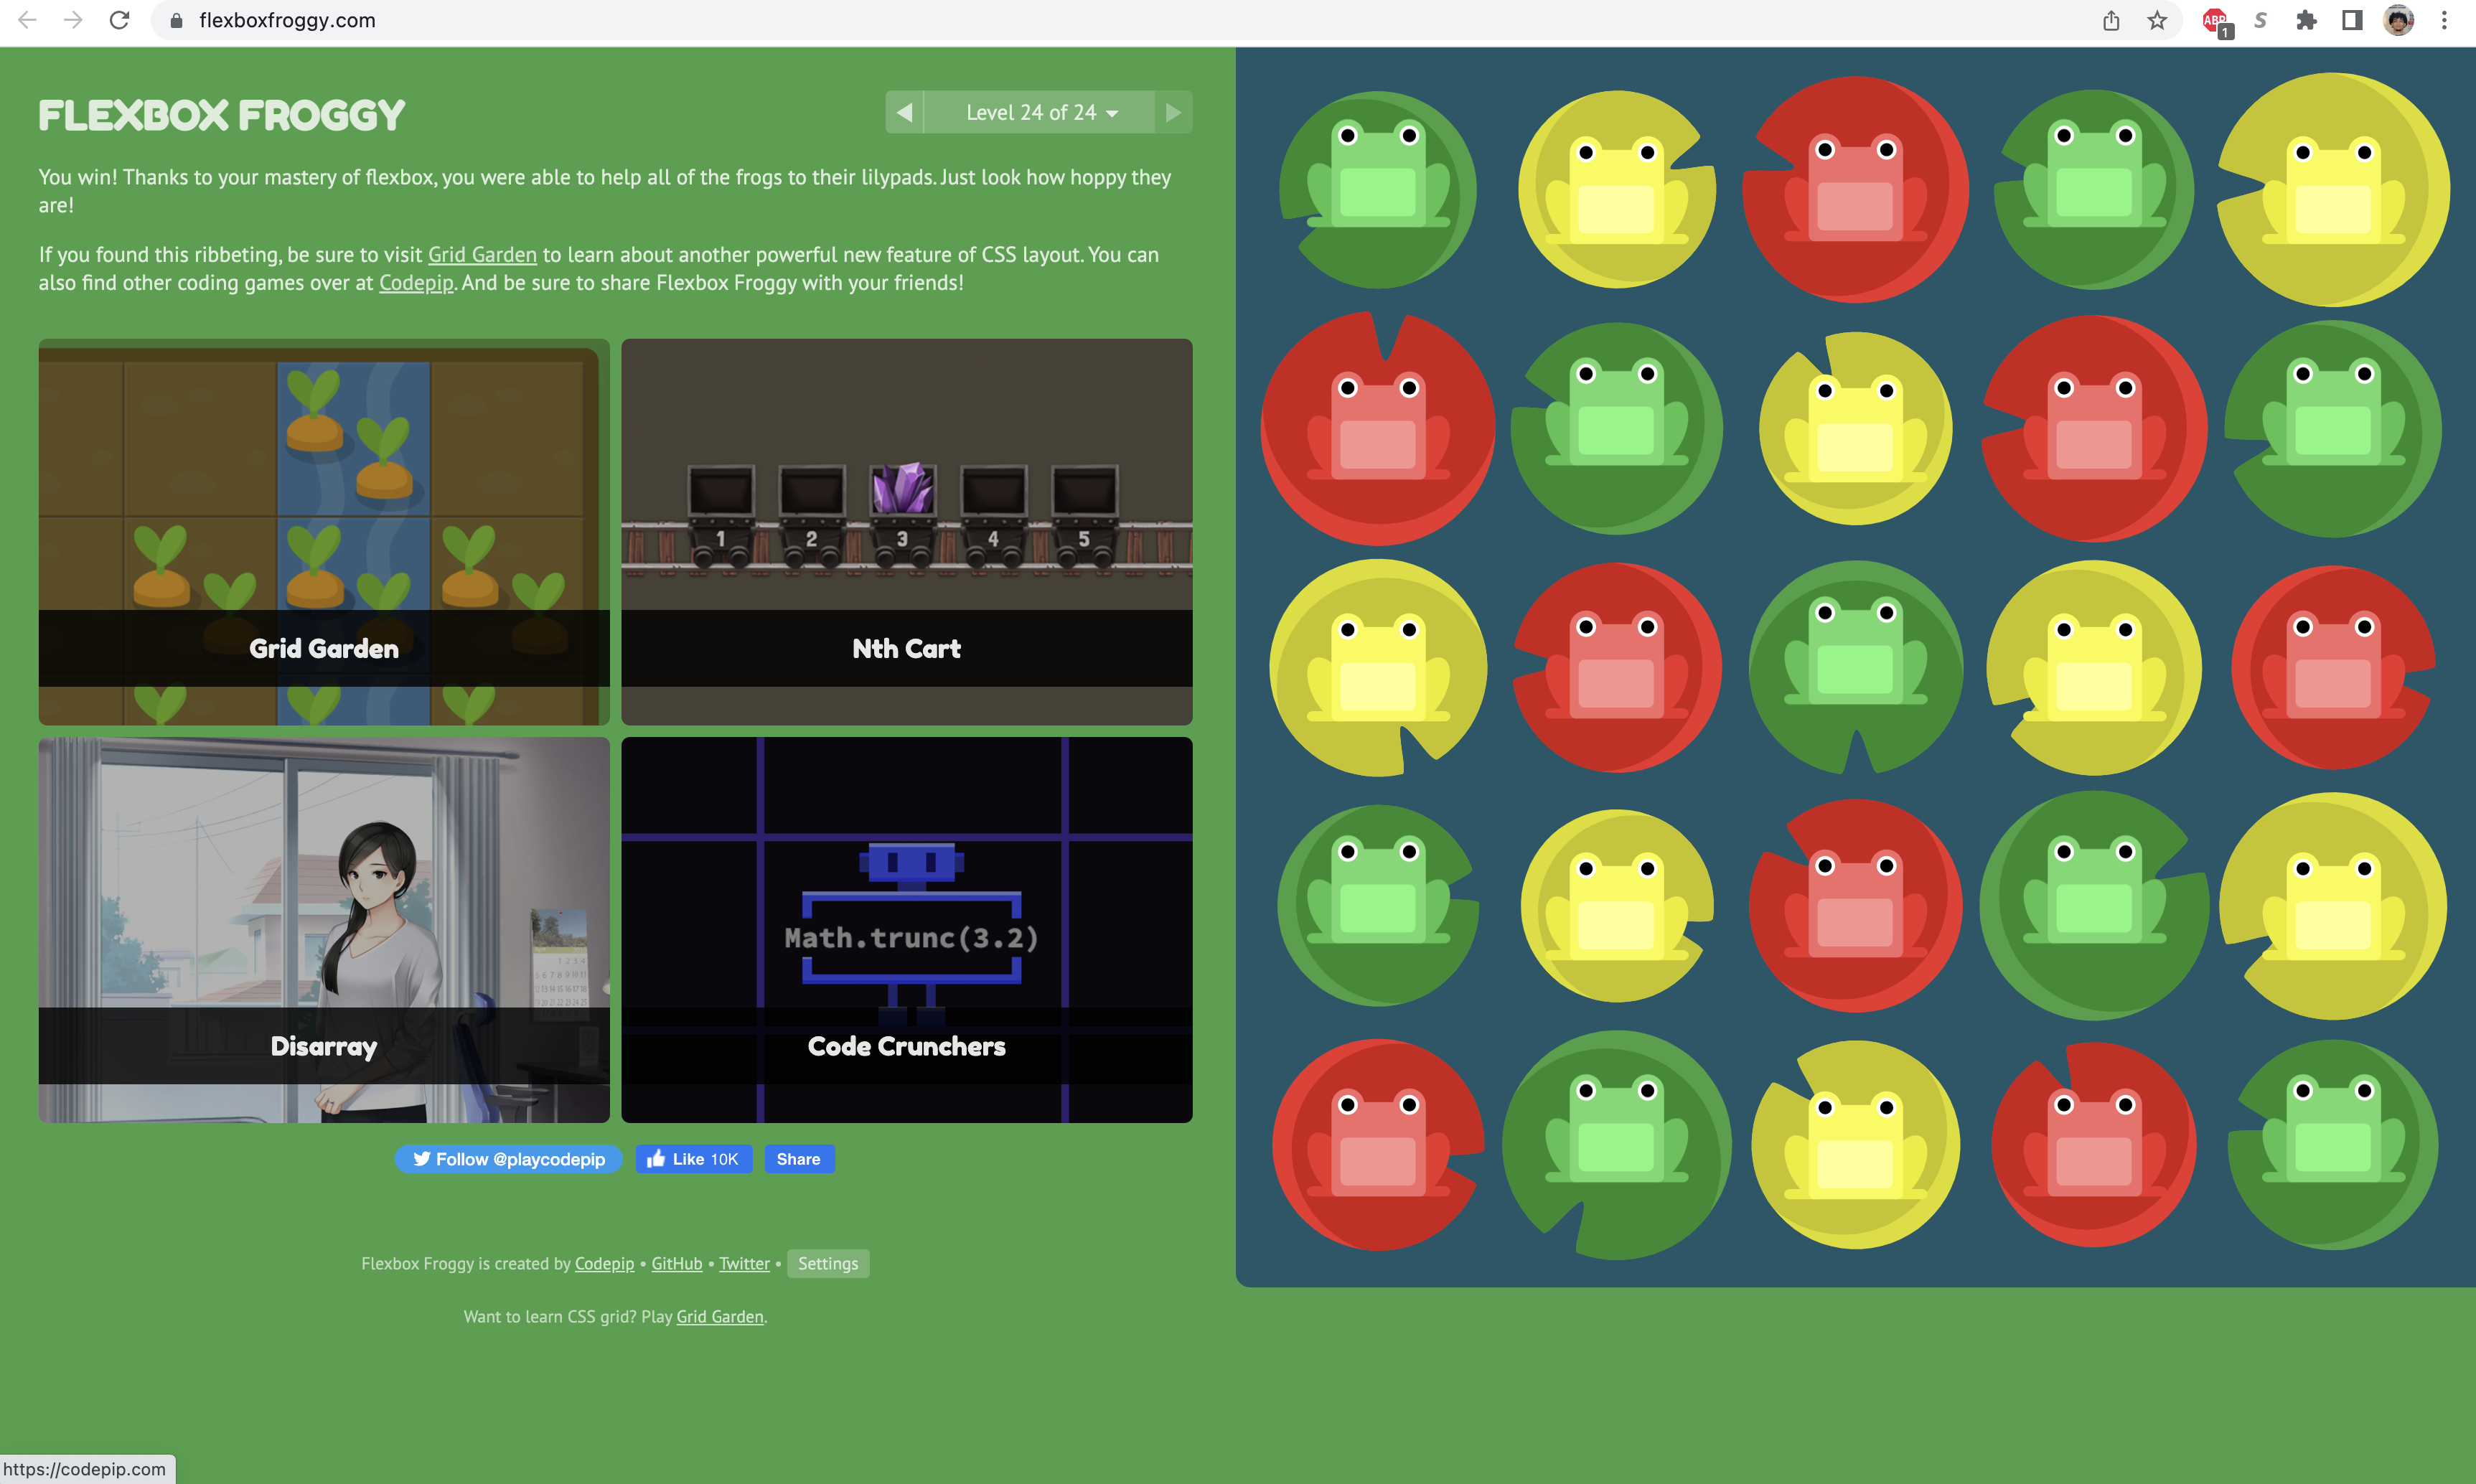 flexboxfroggy.com
ABP
1
S
FLEXBOX FROGGY
Level 24 of 24
You win! Thanks to your mastery of flexbox, you were able to help all of the frogs to their lilypads. Just look how hoppy they
are!
If you found this ribbeting, be sure to visit Grid Garden to learn about another powerful new feature of CSS layout. You can
also find other coding games over at Codepip. And be sure to share Flexbox Froggy with your friends!
1 2 3 4 5
Grid Garden
Nth Cart
Math.trunc(3.2)
Disarray
Code Crunchers
Follow @playcodepip
Like 10K
Share
Flexbox Froggy is created by Codepip • GitHub • Twitter • Settings
Want to learn CSS grid? Play Grid Garden.
https://codepip.com